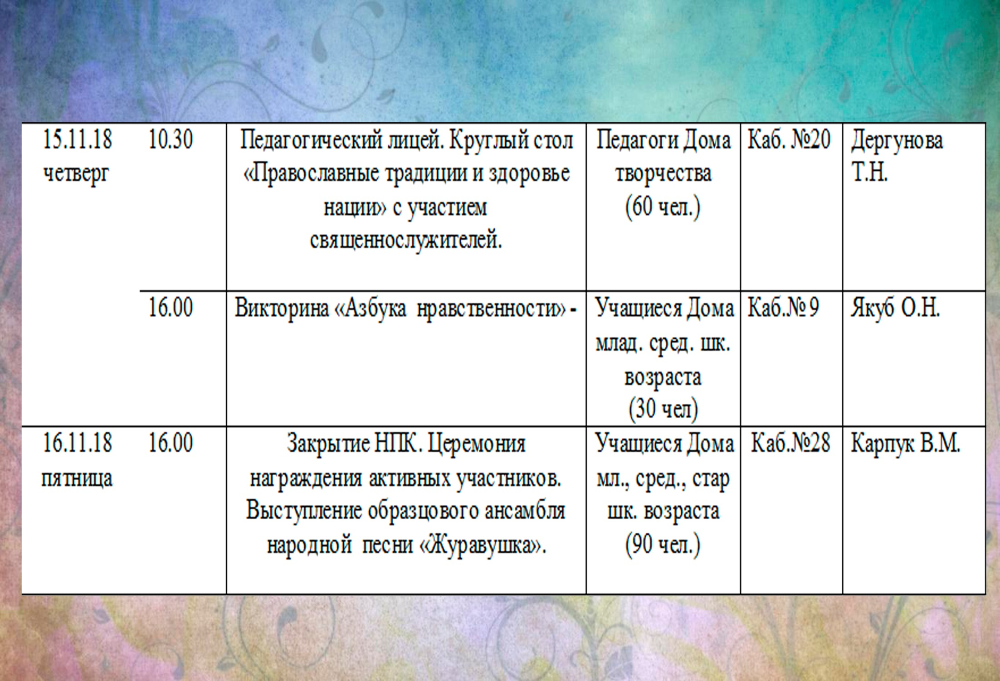 15.11.18
четверг
10.30
Педагогический лицей. Круглый стол
«Православные традиции и здоровье
нации» с участием
священнослужителей.
Педагоги Дома
творчества
(60 чел.)
Каб. №20
Дергунова
Т.Н.
16.00
Викторина «Азбука нравственности» -
Учащиеся Дома
млад. сред. шк.
возраста
(30 чел)
Каб.№ 9
Якуб О.Н.
16.11.18
пятница
16.00
Закрытие НПК. Церемония
награждения активных участников.
Выступление образцового ансамбля
народной песни «Журавушка».
Учащиеся Дома
мл., сред., стар
шк. возраста
(90 чел.)
Каб.№28
Карпук В.М.